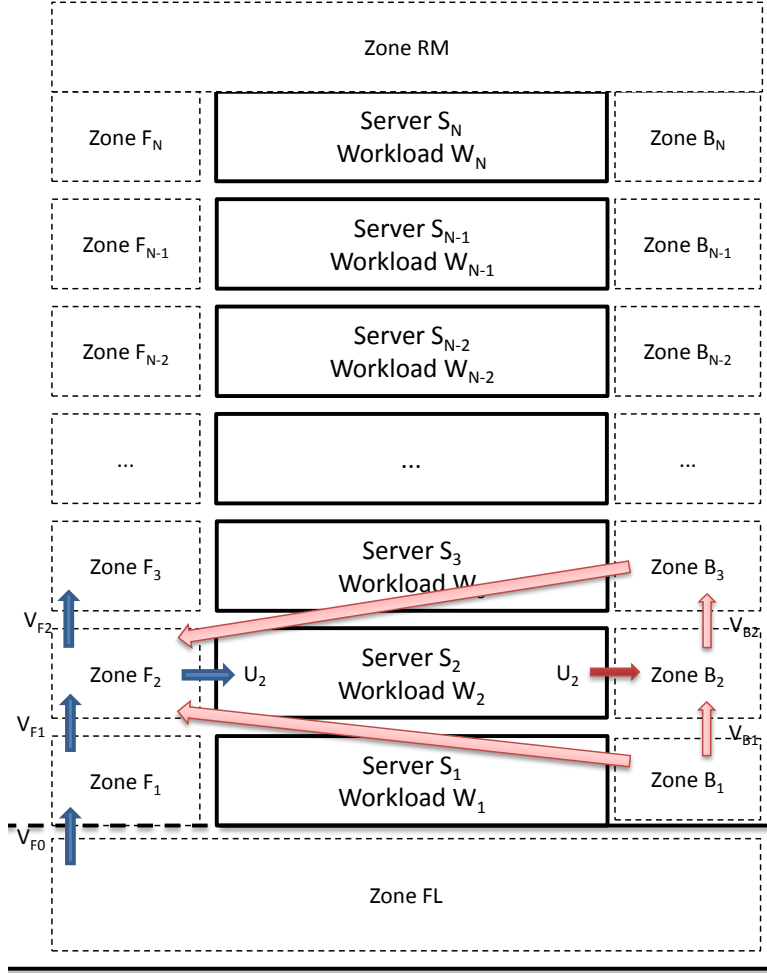 Zone RM
Zone F_N
Server S_N
Workload W_N
Zone B_N
Zone F_N-1
Server S_N-1
Workload W_N-1
Zone B_N-1
Zone F_N-2
Server S_N-2
Workload W_N-2
Zone B_N-2
...
...
...
Zone F_3
Server S_3
Workload W
Zone B_3
V_F2
V_B2
Zone F_2
U_2
Server S_2
Workload W_2
U_2
Zone B_2
V_F1
V_B1
Zone F_1
Server S_1
Workload W_1
Zone B_1
V_F0
Zone FL